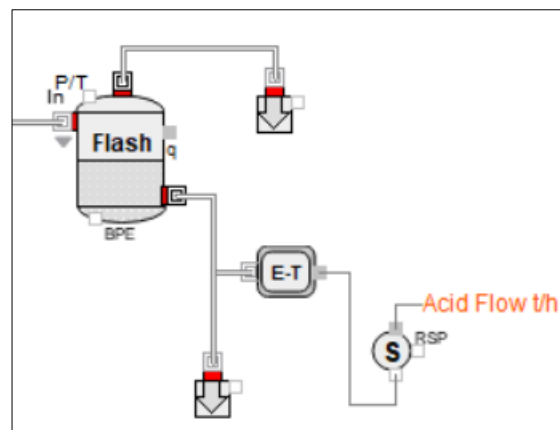 P/T
In
Flash
q
BPE
E-T
Acid Flow t/h
RSP
S